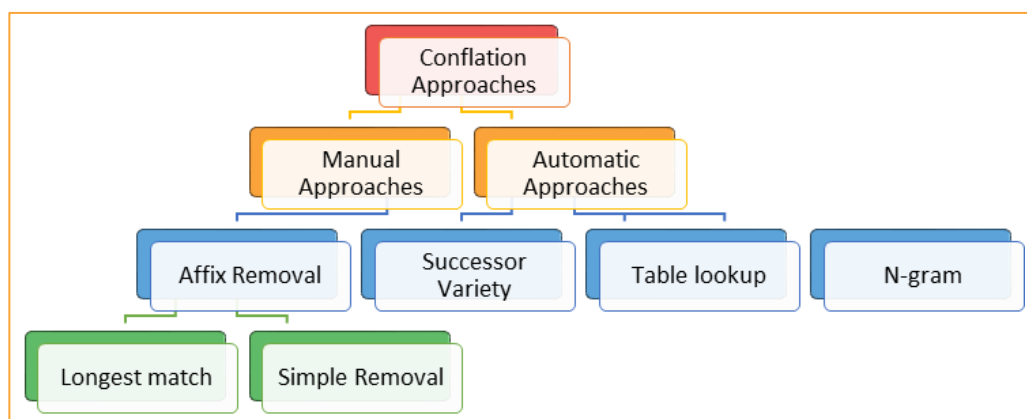 Conflation
Approaches
Manual
Approaches
Automatic
Approaches
Affix Removal
Successor
Variety
Table lookup
N-gram
Longest match
Simple Removal